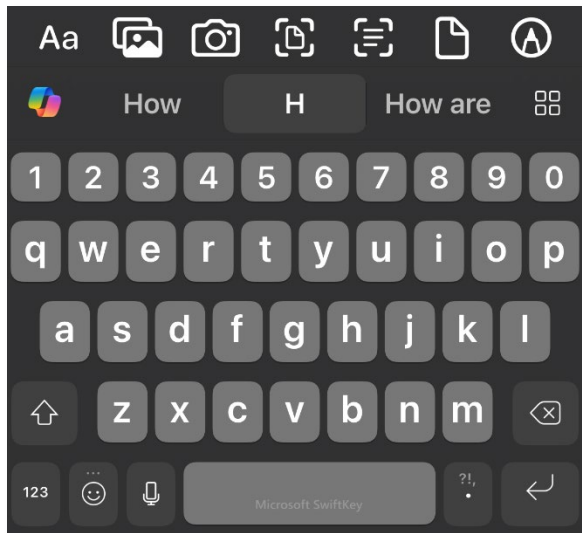 Aa
How H How are
1 2 3 4 5 6 7 8 9 0
q w e r t y u i o p
a s d f g h j k l
z x c v b n m
123 Microsoft SwiftKey ?!, .